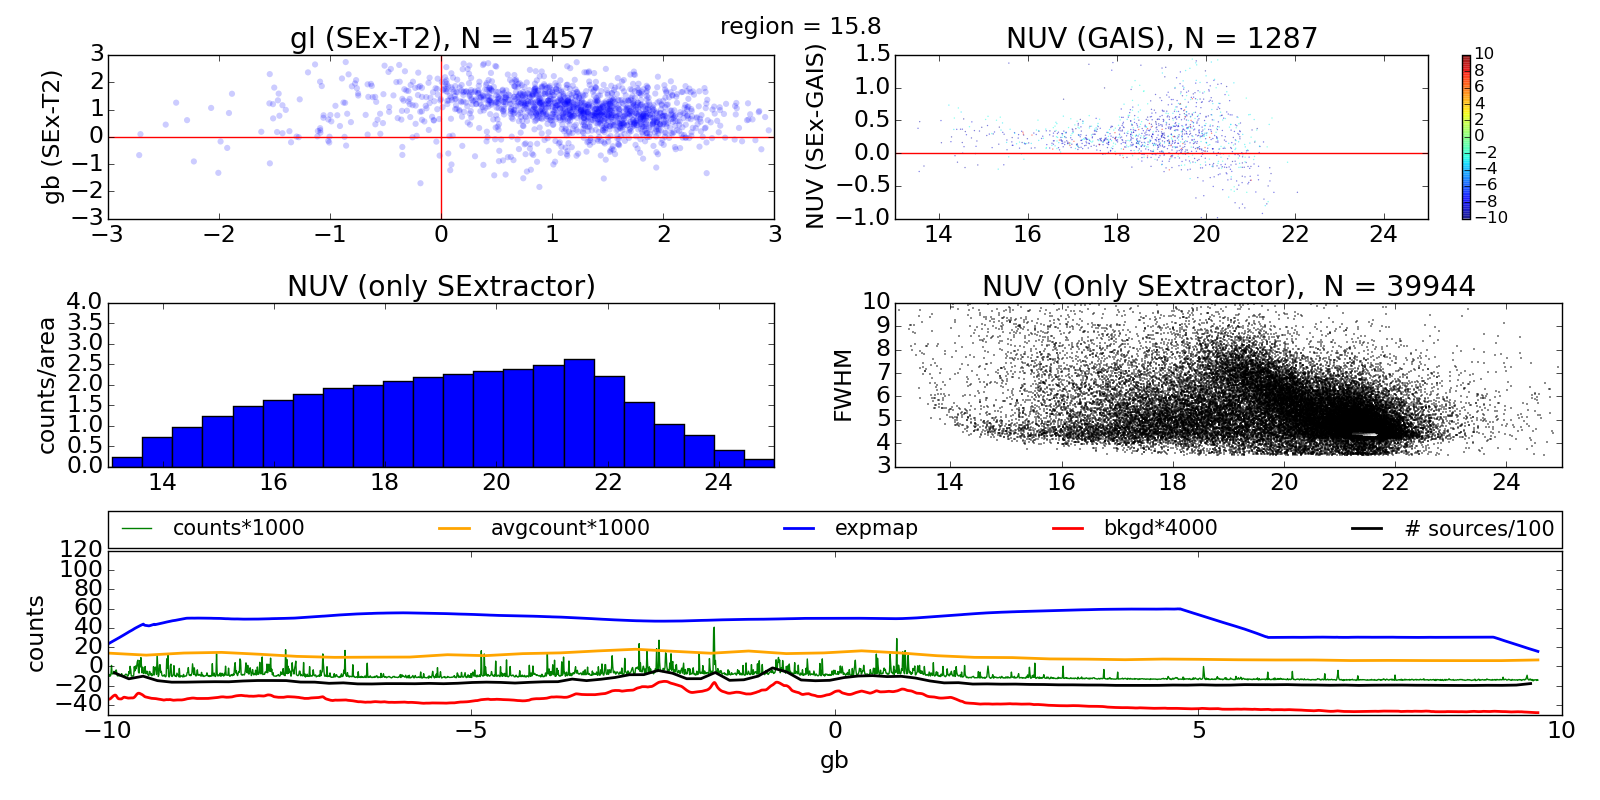 region = 15.8
gl (SEx-T2), N = 1457
3
2
1
0
−1
−2
−3
gb (SEx-T2)
−3 −2 −1 0 1 2 3
NUV (GAIS), N = 1287
1.5
1.0
0.5
0.0
−0.5
−1.0
NUV (SEx-GAIS)
14 16 18 20 22 24
10
8
6
4
2
0
−2
−4
−6
−8
−10
NUV (only SExtractor)
4.0
3.5
3.0
2.5
2.0
1.5
1.0
0.5
0.0
counts/area
14 16 18 20 22 24
NUV (Only SExtractor), N = 39944
10
9
8
7
6
5
4
3
FWHM
14 16 18 20 22 24
counts*1000 avgcount*1000 expmap bkgd*4000 # sources/100
120
100
80
60
40
20
0
−20
−40
counts
−10 −5 0 5 10
gb